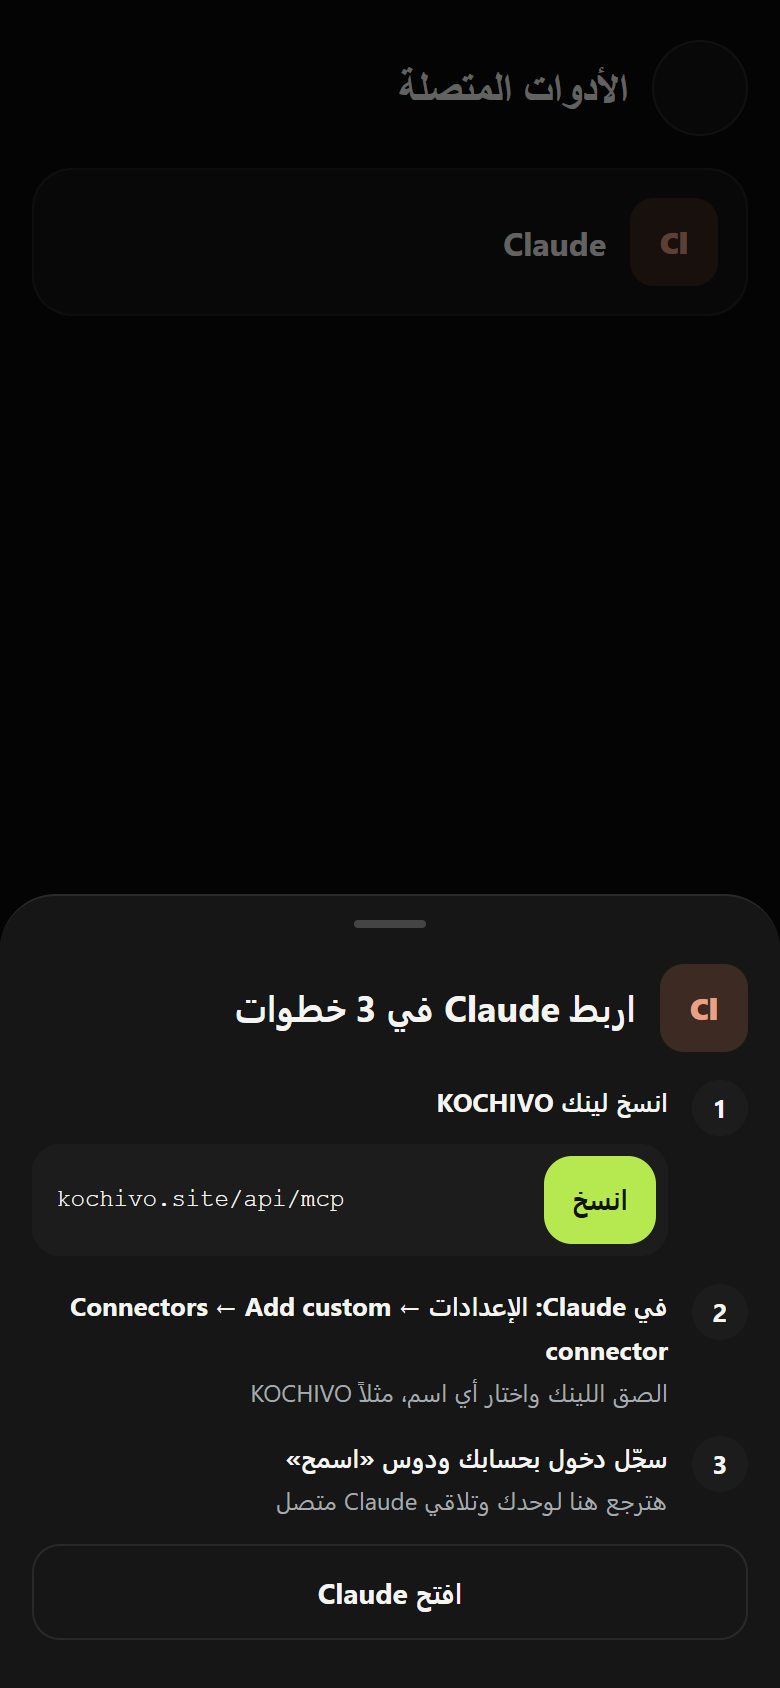 الأدوات المتصلة
Cl
Claude
Cl
اربط Claude في 3 خطوات
1
انسخ لينك KOCHIVO
انسخ
kochivo.site/api/mcp
2
في Claude: الإعدادات ← Connectors ← Add custom
connector
الصق اللينك واختار أي اسم، مثلاً KOCHIVO
3
سجّل دخول بحسابك ودوس «اسمح»
هترجع هنا لوحدك وتلاقي Claude متصل
افتح Claude